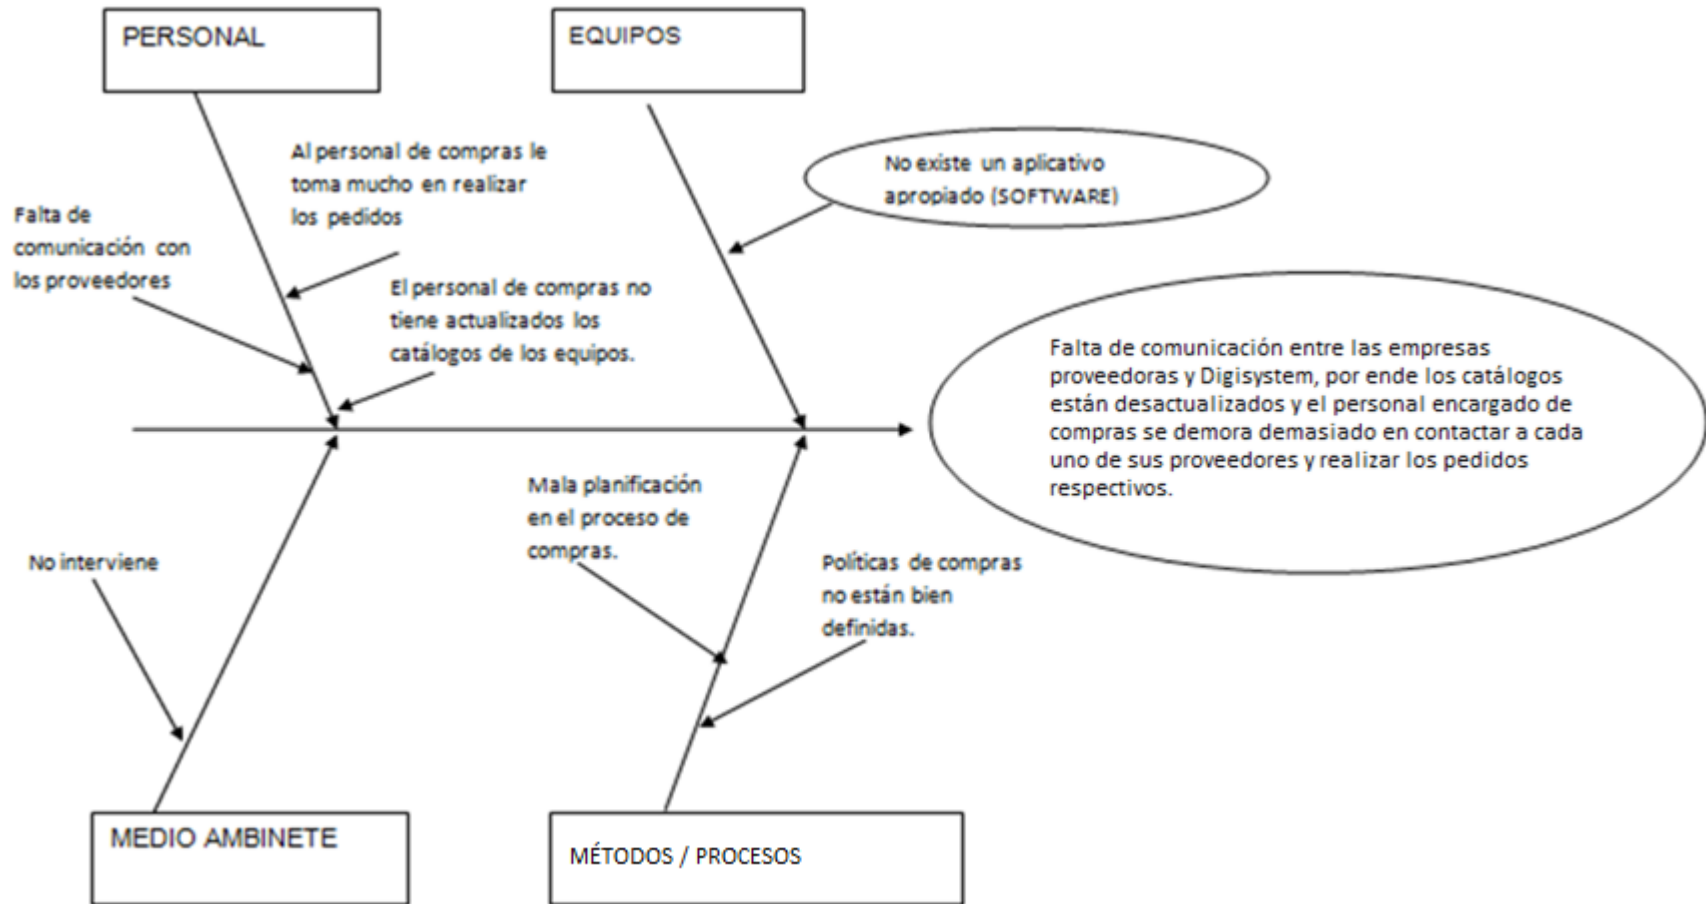 PERSONAL
EQUIPOS
Al personal de compras le
toma mucho en realizar
los pedidos
No existe un aplicativo
apropiado (SOFTWARE)
Falta de
comunicación con
los proveedores
El personal de compras no
tiene actualizados los
catálogos de los equipos.
Falta de comunicación entre las empresas
proveedoras y Digisystem, por ende los catálogos
están desactualizados y el personal encargado de
compras se demora demasiado en contactar a cada
uno de sus proveedores y realizar los pedidos
respectivos.
Mala planificación
en el proceso de
compras.
No interviene
Políticas de compras
no están bien
definidas.
MEDIO AMBINETE
MÉTODOS / PROCESOS